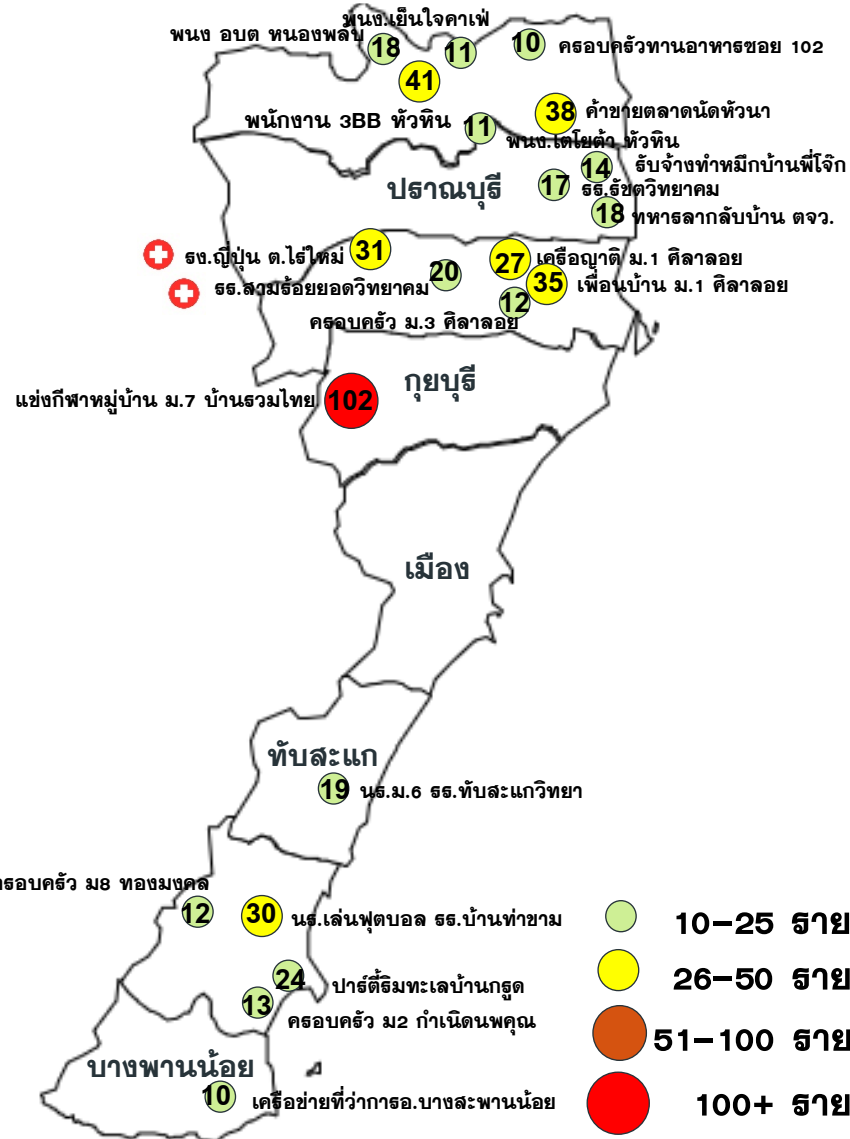 พนง.เย็นใจคาเฟ่
พนง อบต หนองพลับ
18
11
10
ครอบครัวทานอาหารซอย 102
41
38
ค้าขายตลาดนัดหัวนา
พนักงาน 3BB หัวหิน
11
พนง.โตโยต้า หัวหิน
14
รับจ้างทำหมึกบ้านพี่โจ๊ก
ปราณบุรี
17
รร.รัชตวิทยาคม
18
ทหารลากลับบ้าน ตจว.
รง.ญี่ปุ่น ต.ไร่ใหม่
31
20
27
เครือญาติ ม.1 ศิลาลอย
รร.สามร้อยยอดวิทยาคม
35
เพื่อนบ้าน ม.1 ศิลาลอย
12
ครอบครัว ม.3 ศิลาลอย
กุยบุรี
แข่งกีฬาหมู่บ้าน ม.7 บ้านรวมไทย
102
เมือง
ทับสะแก
19
นร.ม.6 รร.ทับสะแกวิทยา
ครอบครัว ม8 ทองมงคล
12
30
นร.เล่นฟุตบอล รร.บ้านท่าขาม
24
ปาร์ตี้ริมทะเลบ้านกรูด
13
ครอบครัว ม2 กำเนิดนพคุณ
บางพานน้อย
10
เครือข่ายที่ว่าการอ.บางสะพานน้อย
10-25 ราย
26-50 ราย
51-100 ราย
100+ ราย